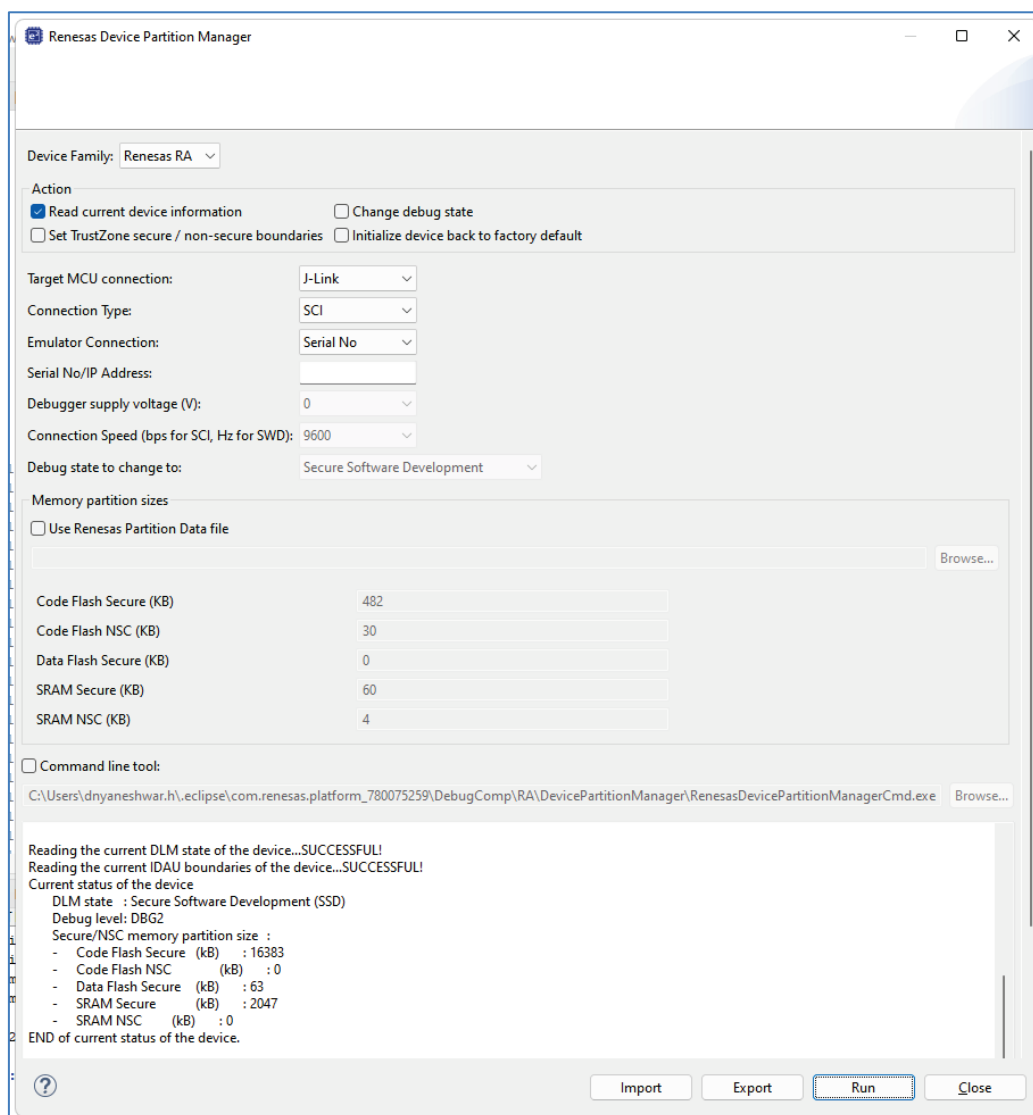 Renesas Device Partition Manager
Device Family: Renesas RA
Action
Read current device information Change debug state
Set TrustZone secure / non-secure boundaries Initialize device back to factory default
Target MCU connection: J-Link
Connection Type: SCI
Emulator Connection: Serial No
Serial No/IP Address:
Debugger supply voltage (V): 0
Connection Speed (bps for SCI, Hz for SWD): 9600
Debug state to change to: Secure Software Development
Memory partition sizes
Use Renesas Partition Data file
Browse...
Code Flash Secure (KB) 482
Code Flash NSC (KB) 30
Data Flash Secure (KB) 0
SRAM Secure (KB) 60
SRAM NSC (KB) 4
Command line tool:
C:\Users\dnyaneshwar.h\.eclipse\com.renesas.platform_780075259\DebugComp\RA\DevicePartitionManager\RenesasDevicePartitionManagerCmd.exe Browse...
Reading the current DLM state of the device...SUCCESSFUL!
Reading the current IDAU boundaries of the device...SUCCESSFUL!
Current status of the device
DLM state : Secure Software Development (SSD)
Debug level: DBG2
Secure/NSC memory partition size :
- Code Flash Secure (kB) : 16383
- Code Flash NSC (kB) : 0
- Data Flash Secure (kB) : 63
- SRAM Secure (kB) : 2047
- SRAM NSC (kB) : 0
END of current status of the device.
? Import Export Run Close